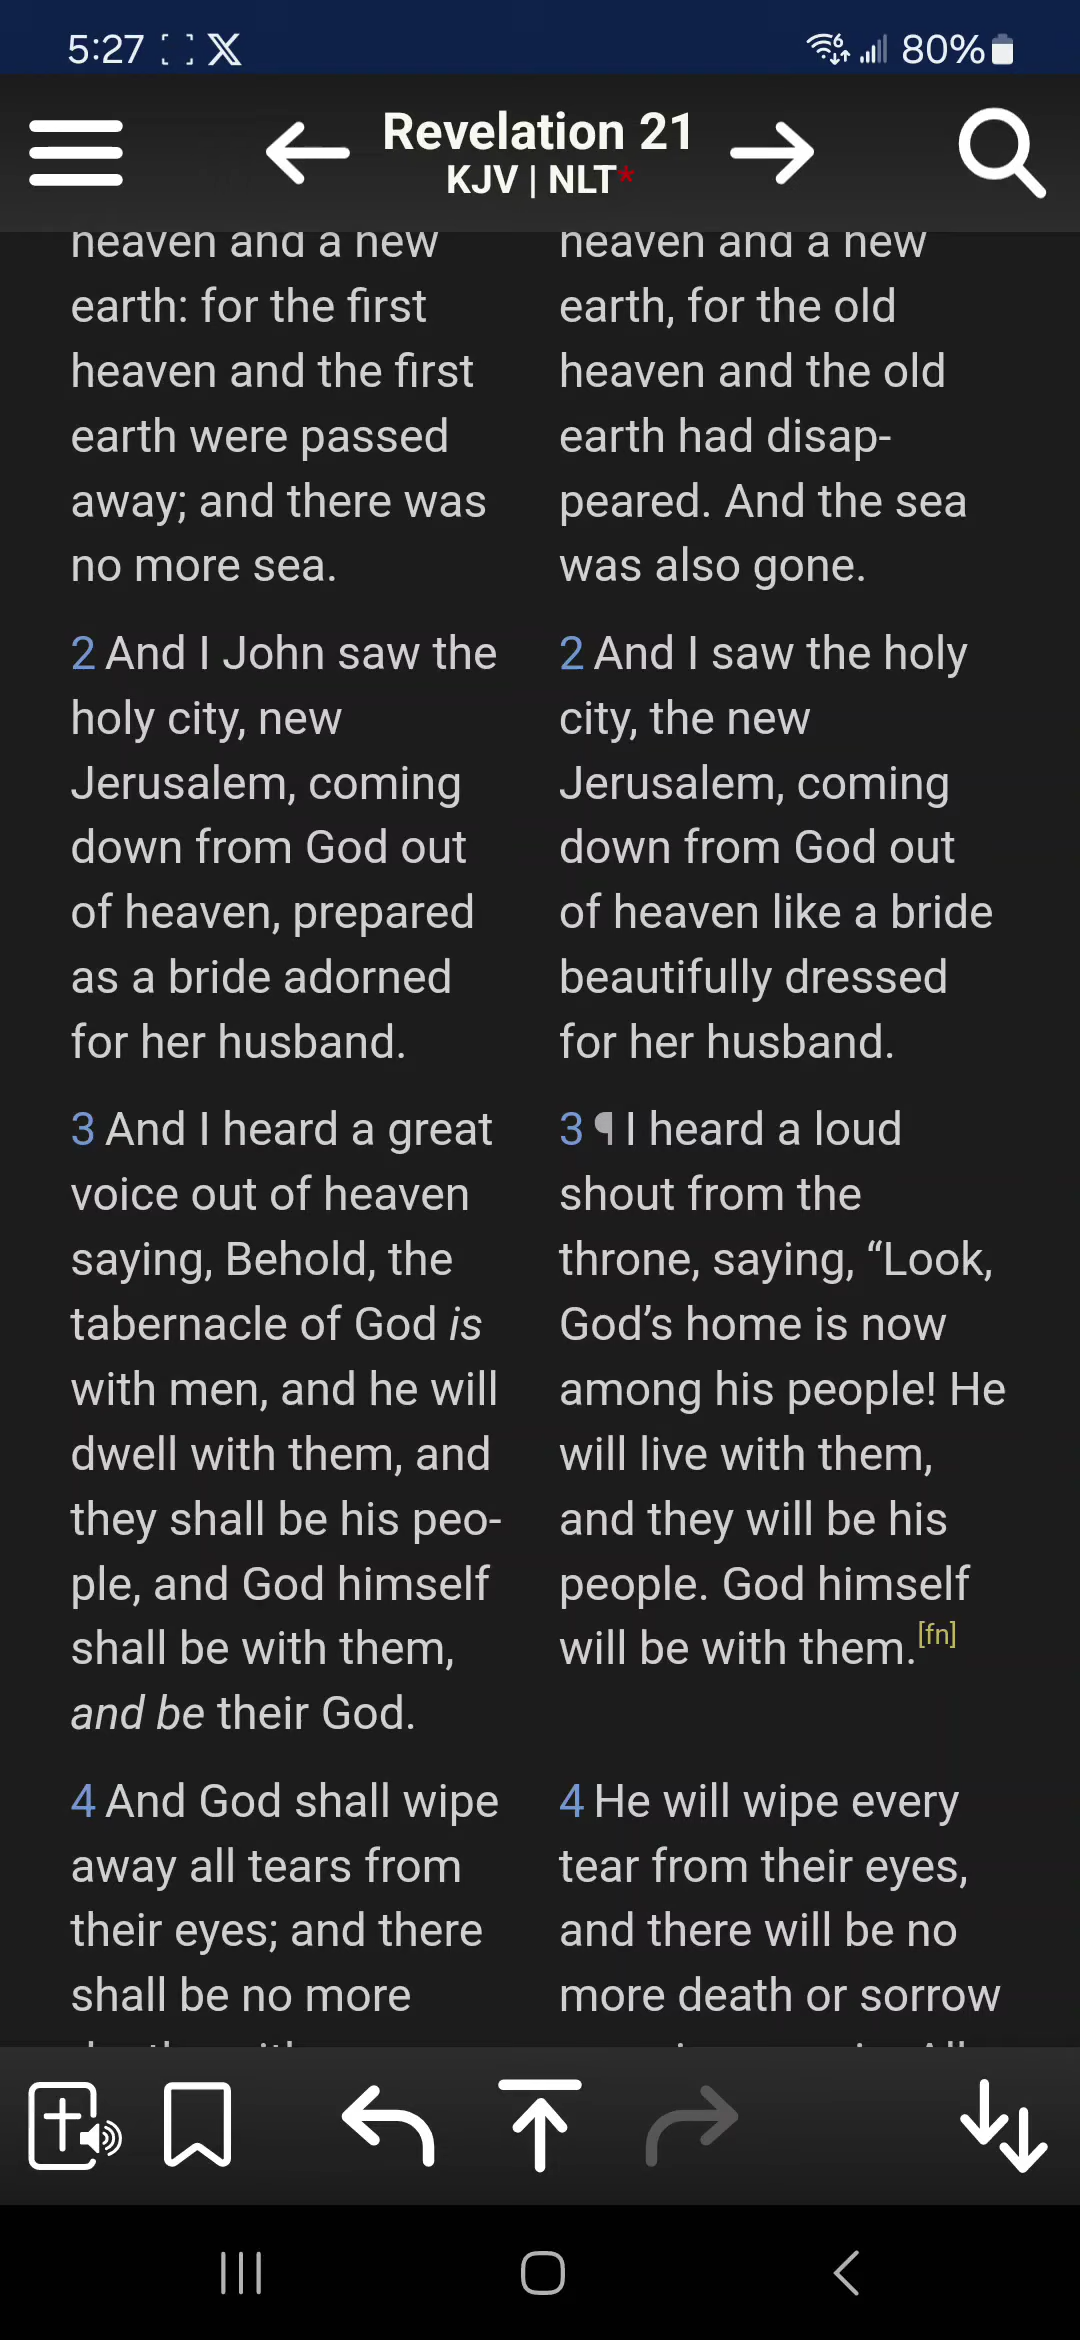 5:27
6
80%
Revelation 21
KJV | NLT*
heaven and a new
earth: for the first
heaven and the first
earth were passed
away; and there was
no more sea.
2 And I John saw the
holy city, new
Jerusalem, coming
down from God out
of heaven, prepared
as a bride adorned
for her husband.
3 And I heard a great
voice out of heaven
saying, Behold, the
tabernacle of God is
with men, and he will
dwell with them, and
they shall be his peo-
ple, and God himself
shall be with them,
and be their God.
4 And God shall wipe
away all tears from
their eyes; and there
shall be no more
heaven and a new
earth, for the old
heaven and the old
earth had disap-
peared. And the sea
was also gone.
2 And I saw the holy
city, the new
Jerusalem, coming
down from God out
of heaven like a bride
beautifully dressed
for her husband.
3 ¶ I heard a loud
shout from the
throne, saying, “Look,
God’s home is now
among his people! He
will live with them,
and they will be his
people. God himself
will be with them.[fn]
4 He will wipe every
tear from their eyes,
and there will be no
more death or sorrow